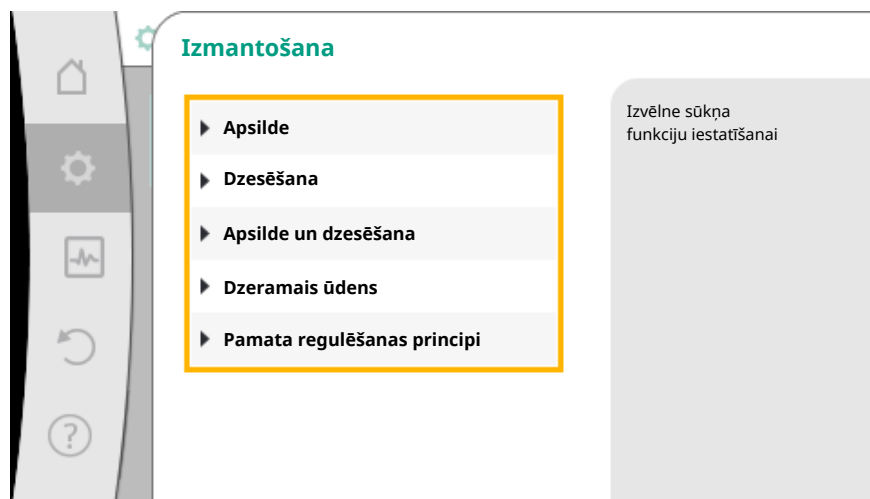 Izmantošana
Apsilde
Dzesēšana
Apsilde un dzesēšana
Dzeramais ūdens
Pamata regulēšanas principi
Izvēlne sūkņa
funkciju iestatīšanai
?